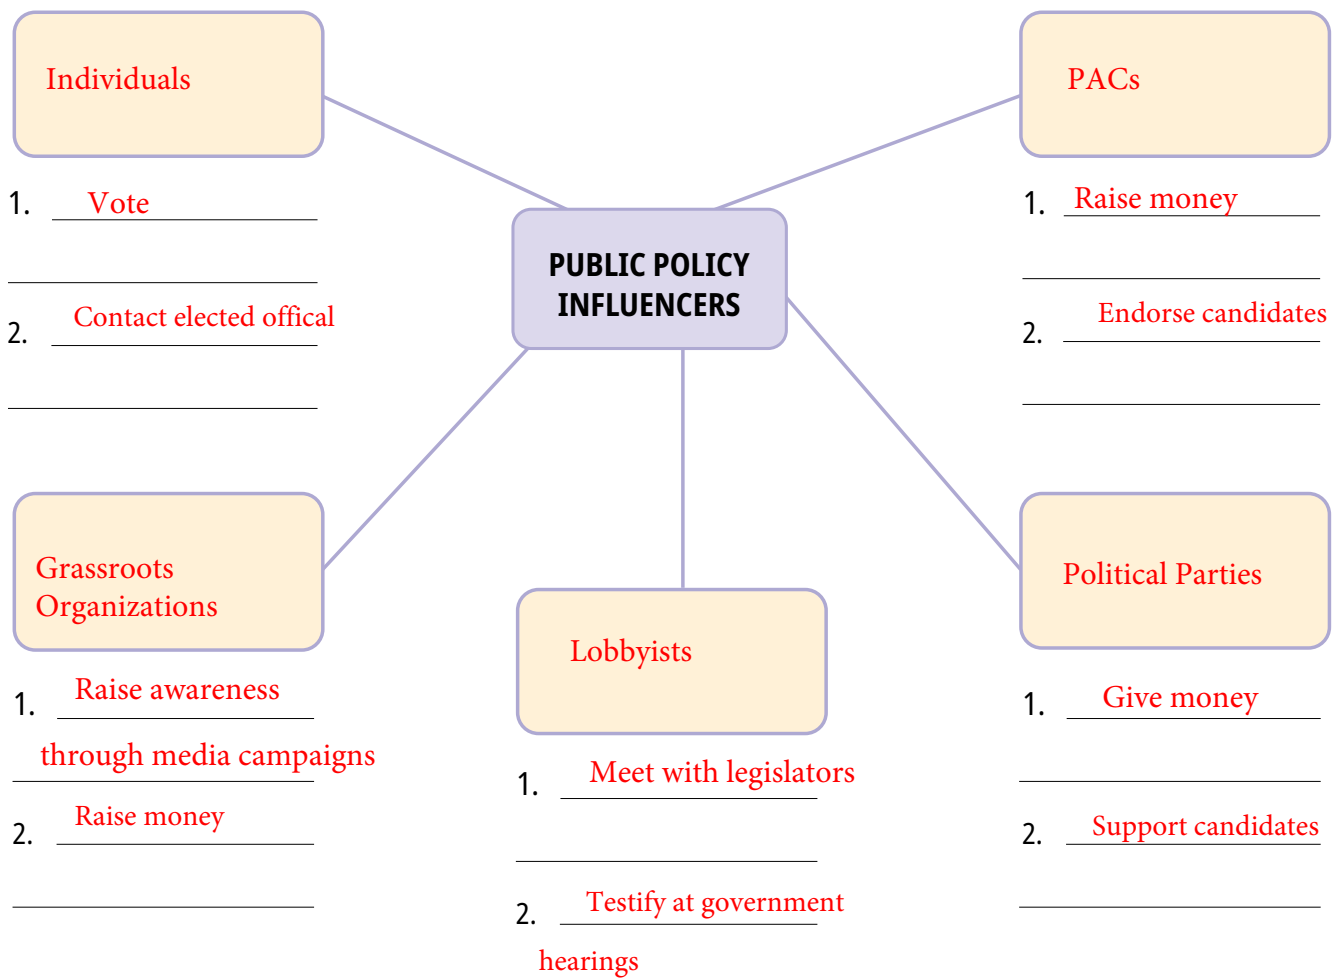 Individuals
1. Vote
2. Contact elected offical
PUBLIC POLICY
INFLUENCERS
PACs
1. Raise money
2. Endorse candidates
Grassroots
Organizations
1. Raise awareness
through media campaigns
2. Raise money
Lobbyists
1. Meet with legislators
2. Testify at government
hearings
Political Parties
1. Give money
2. Support candidates